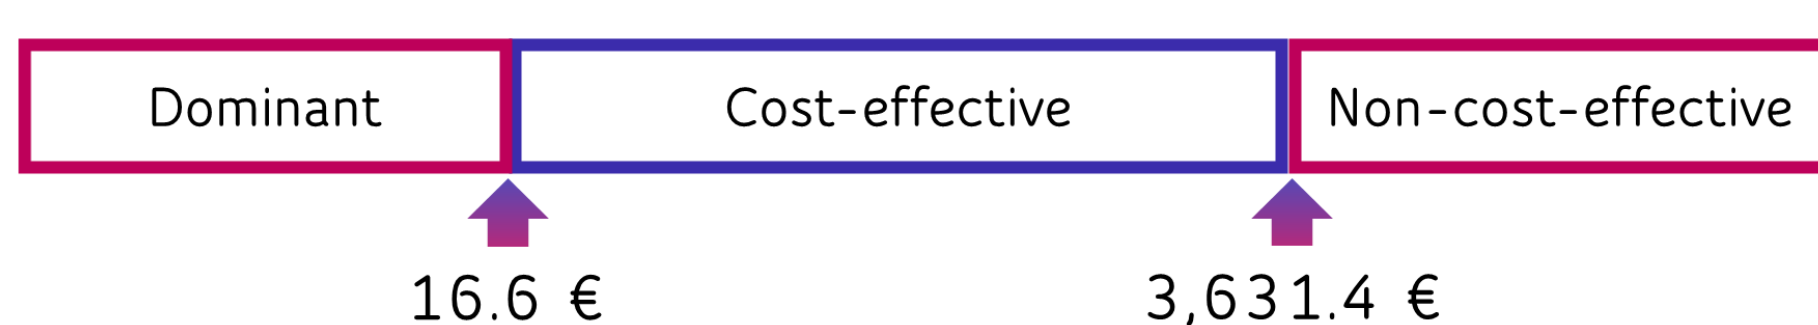 Dominant Cost-effective Non-cost-effective
16.6 € 3,631.4 €